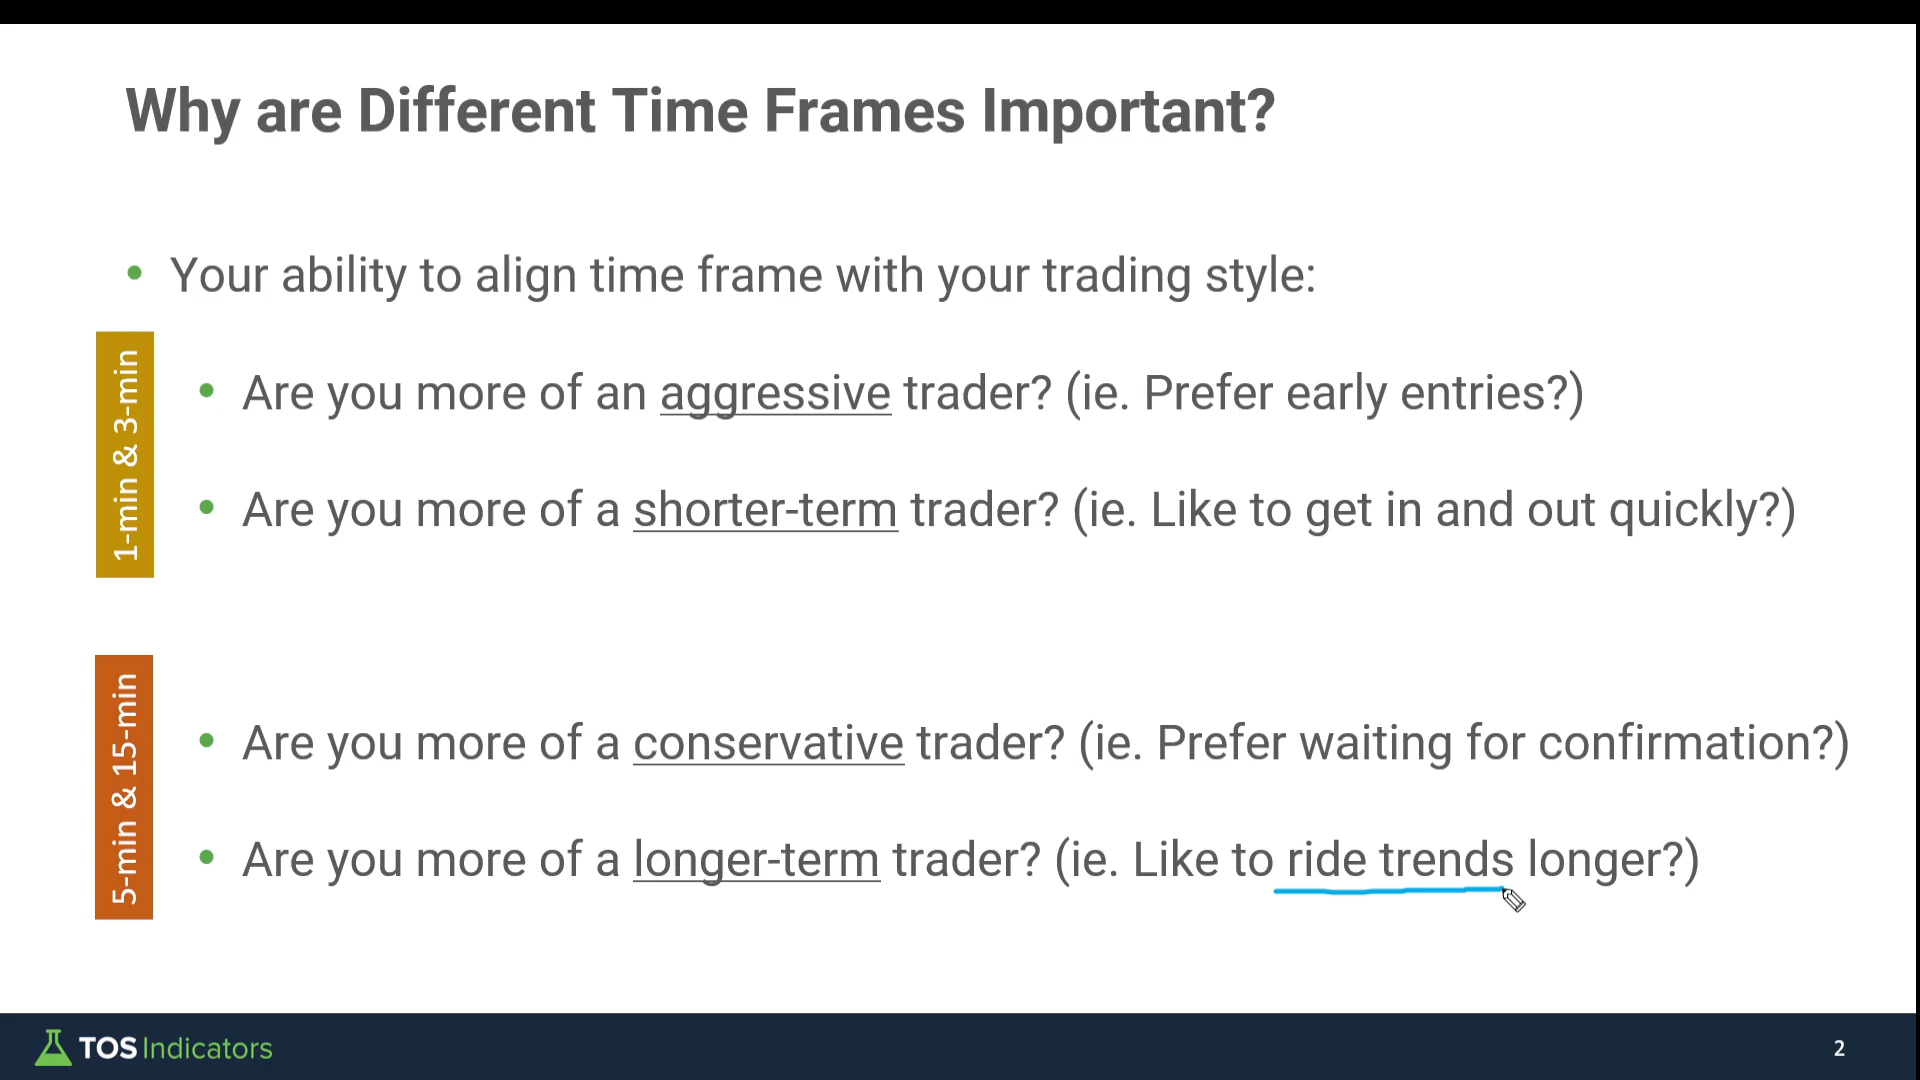 Why are Different Time Frames Important?
• Your ability to align time frame with your trading style:
1-min & 3-min
• Are you more of an aggressive trader? (ie. Prefer early entries?)
• Are you more of a shorter-term trader? (ie. Like to get in and out quickly?)
5-min & 15-min
• Are you more of a conservative trader? (ie. Prefer waiting for confirmation?)
• Are you more of a longer-term trader? (ie. Like to ride trends longer?)
TOS Indicators
2